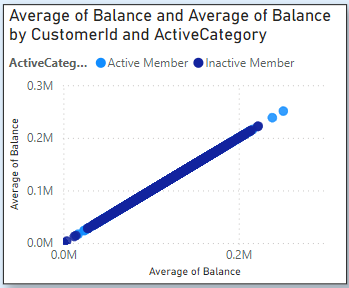 Average of Balance and Average of Balance
by CustomerId and ActiveCategory
ActiveCateg... Active Member Inactive Member
0.3M
0.2M
0.1M
0.0M
Average of Balance
0.0M 0.2M
Average of Balance